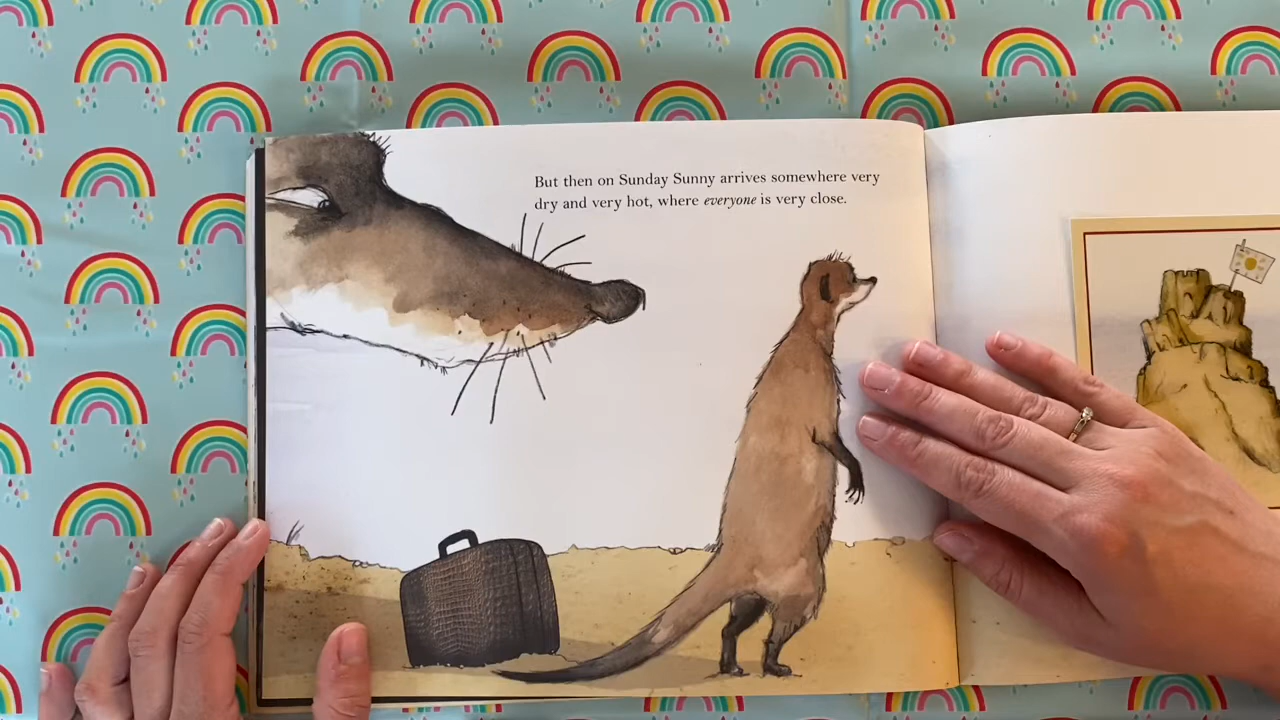 But then on Sunday Sunny arrives somewhere very
dry and very hot, where everyone is very close.